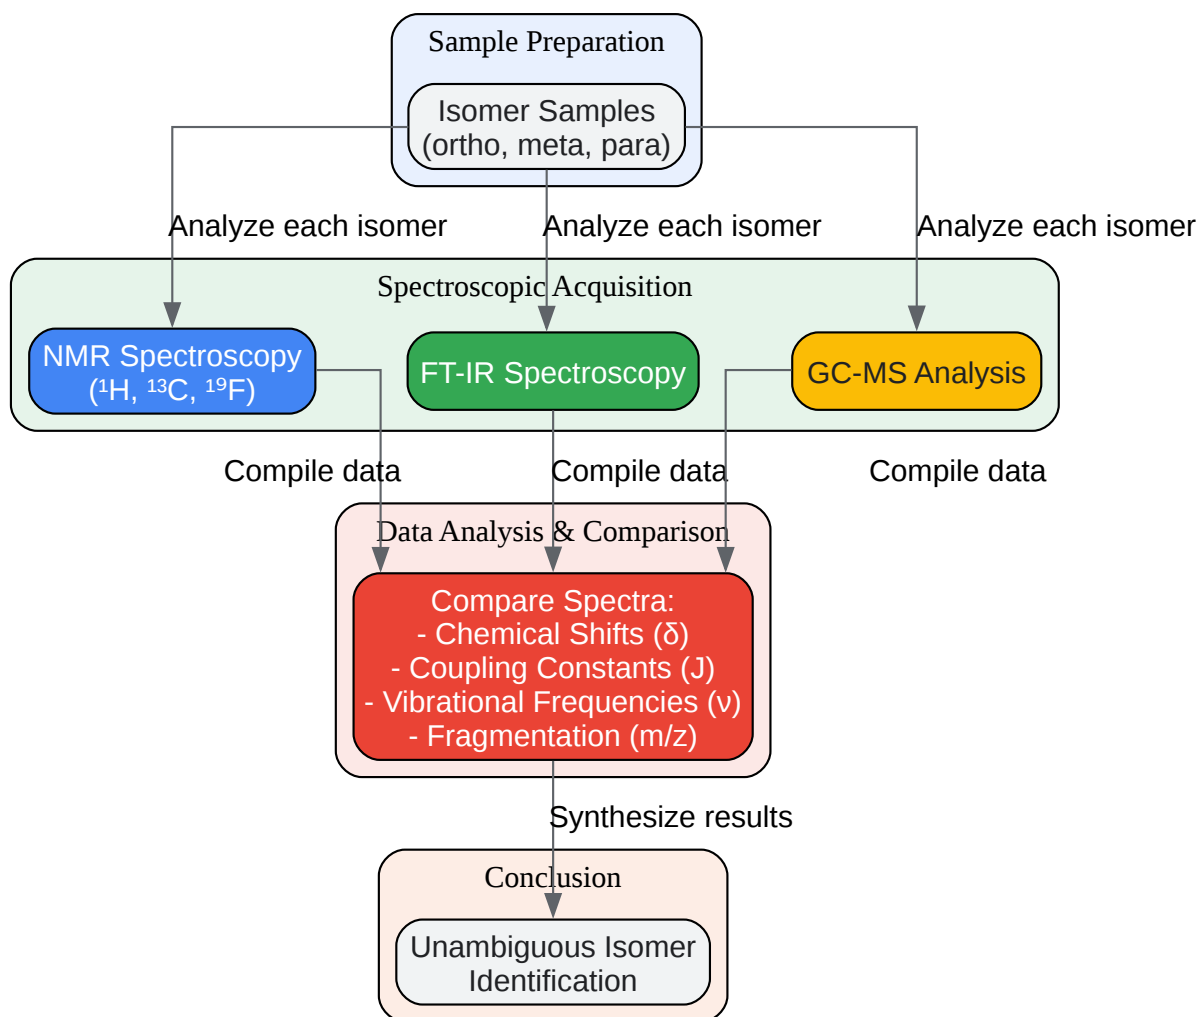 Sample Preparation
Isomer Samples
(ortho, meta, para)
Analyze each isomer
Analyze each isomer
Analyze each isomer
Spectroscopic Acquisition
NMR Spectroscopy
(¹H, ¹³C, ¹⁹F)
FT-IR Spectroscopy
GC-MS Analysis
Compile data
Compile data
Compile data
Data Analysis & Comparison
Compare Spectra:
- Chemical Shifts (δ)
- Coupling Constants (J)
- Vibrational Frequencies (ν)
- Fragmentation (m/z)
Synthesize results
Conclusion
Unambiguous Isomer
Identification